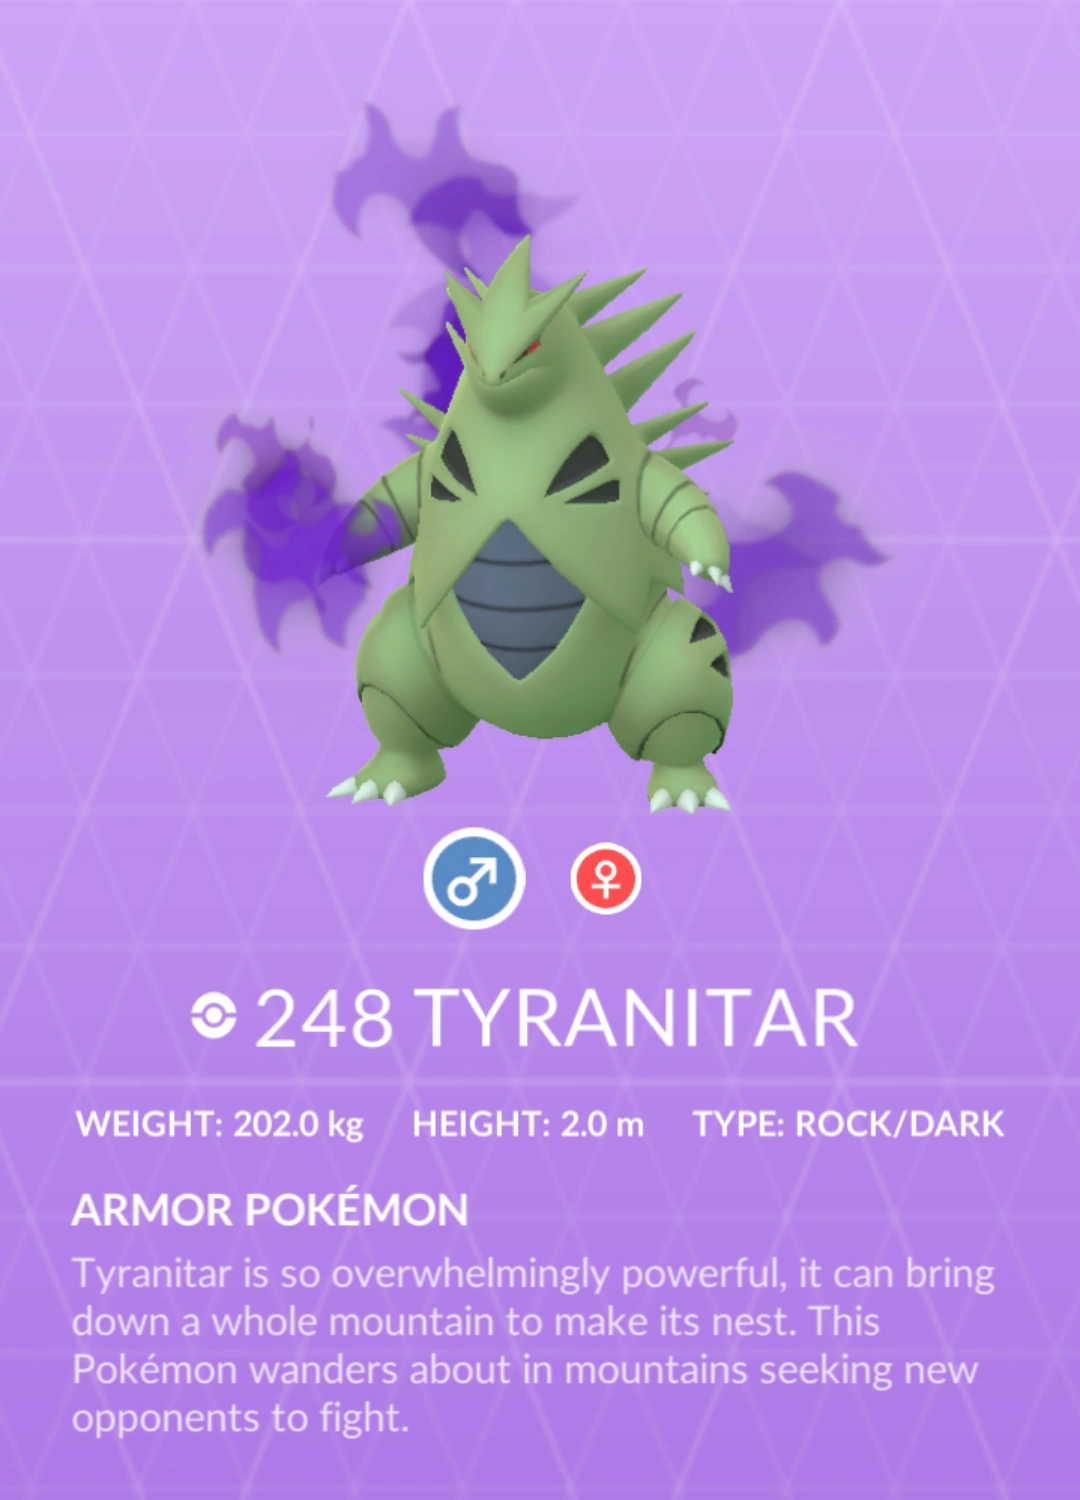 248 TYRANITAR
WEIGHT: 202.0 kg HEIGHT: 2.0 m TYPE: ROCK/DARK
ARMOR POKÉMON
Tyranitar is so overwhelmingly powerful, it can bring
down a whole mountain to make its nest. This
Pokémon wanders about in mountains seeking new
opponents to fight.